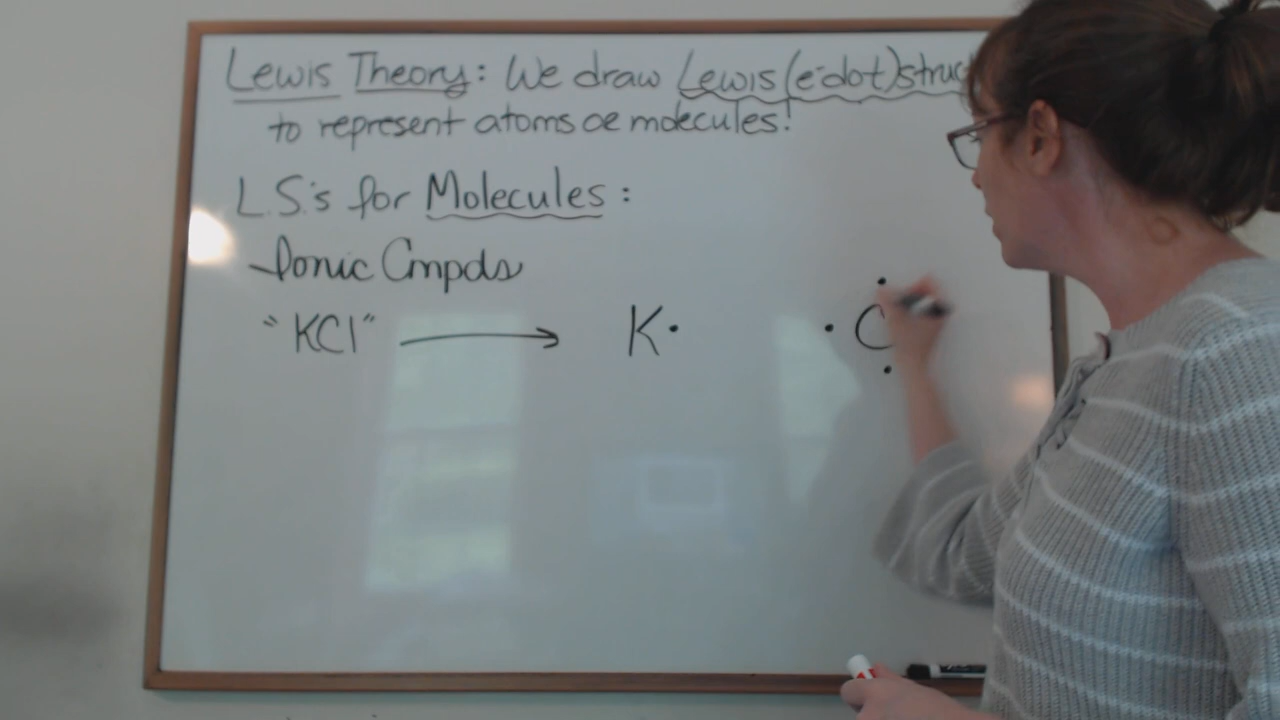 Lewis Theory: We draw Lewis (e⁻dot) struc
to represent atoms or molecules!
L.S.'s for Molecules:
Ionic Cmpds
"KCl" → K· · C